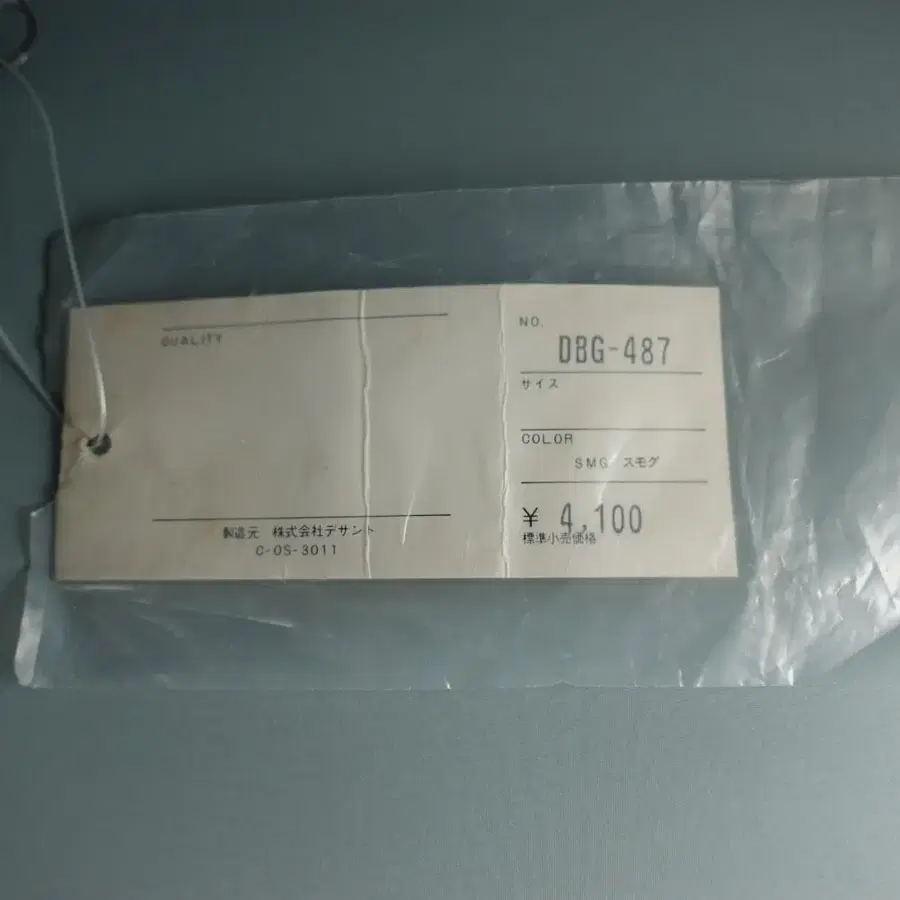 QUALITY
製造元 株式会社デサント
C-OS-3011
NO.
DBG-487
サイズ
COLOR
SMG スモグ
¥ 4,100
標準小売価格